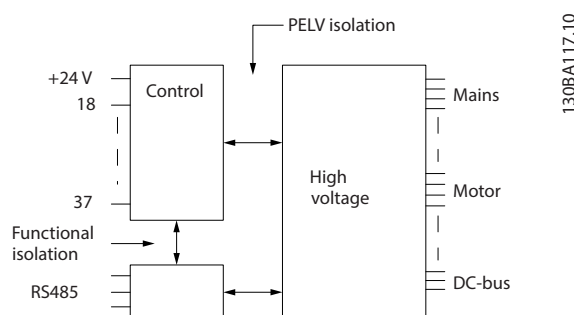 PELV isolation
130BA117.10
+24 V
Control
18
Mains
37
High
voltage
Motor
Functional
isolation
RS485
DC-bus